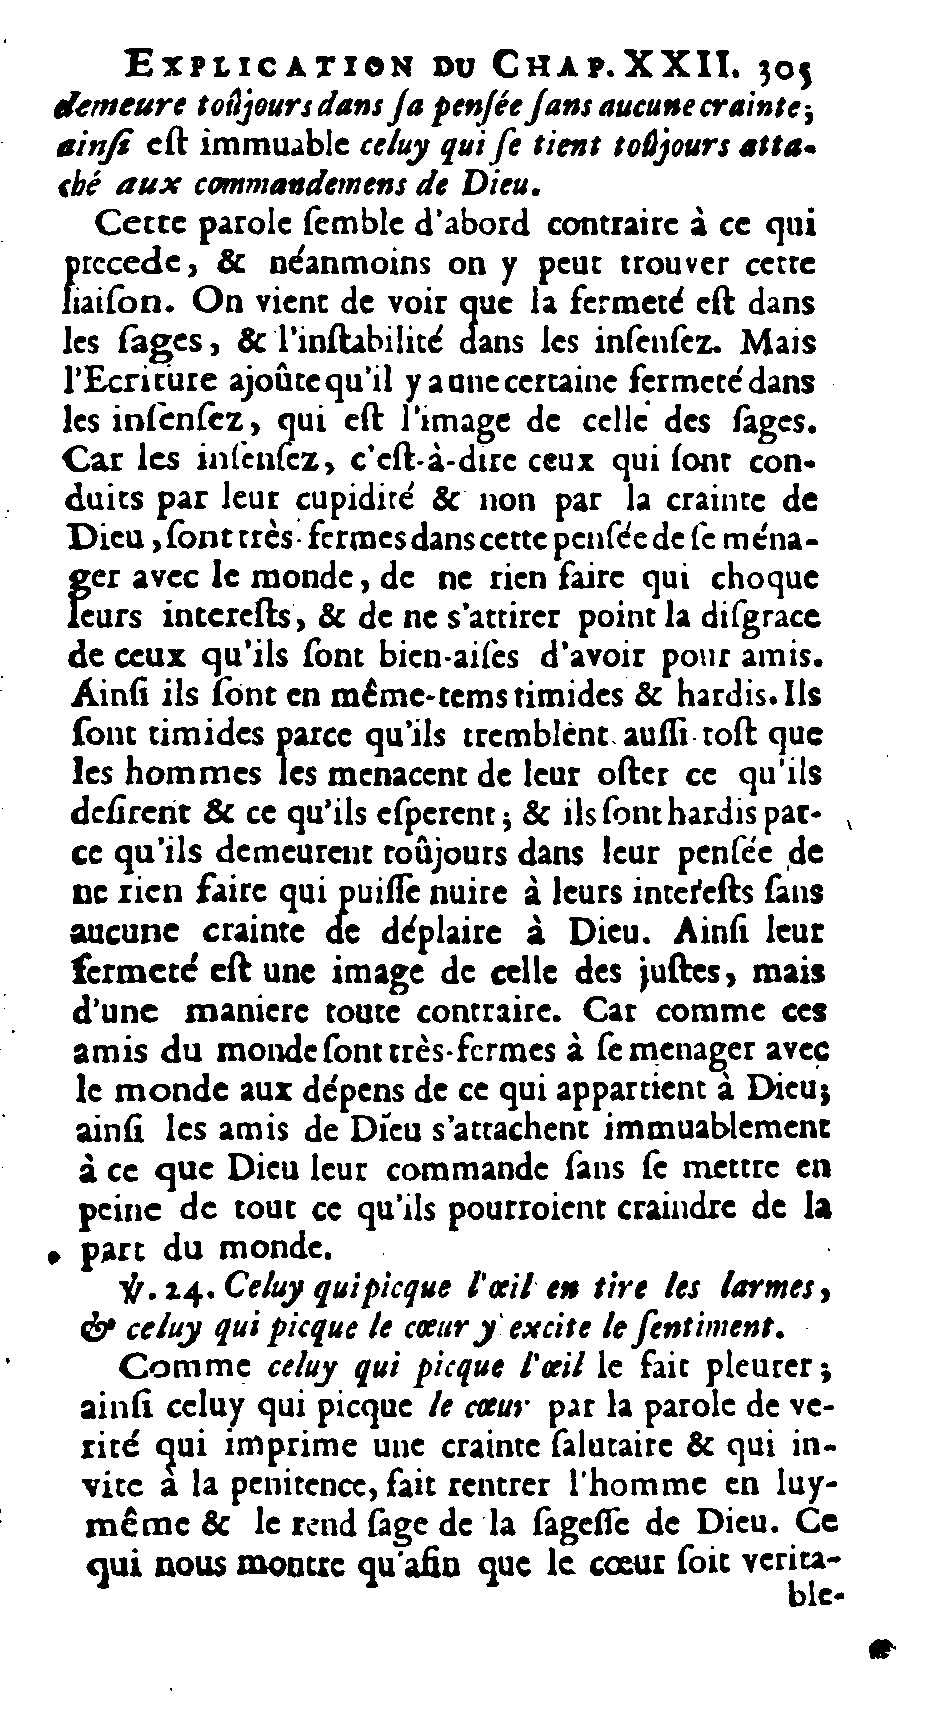 EXPLICATION DU CHAP. XXII. 305
demeure toûjours dans ſa penſée ſans aucune crainte;
ainſi eſt immuable celuy qui ſe tient toûjours atta-
ché aux commandemens de Dieu.
Cette parole ſemble d'abord contraire à ce qui
precede, & néanmoins on y peut trouver cette
liaiſon. On vient de voir que la fermeté eſt dans
les ſages, & l'inſtabilité dans les inſenſez. Mais
l'Ecriture ajoûte qu'il y a une certaine fermeté dans
les inſenſez, qui eſt l'image de celle des ſages.
Car les inſenſez, c'eſt-à-dire ceux qui ſont con-
duits par leur cupidité & non par la crainte de
Dieu, ſont très-fermes dans cette penſée de ſe ména-
ger avec le monde, de ne rien faire qui choque
leurs intereſts, & de ne s'attirer point la diſgrace
de ceux qu'ils ſont bien-aiſes d'avoir pour amis.
Ainſi ils ſont en même-tems timides & hardis. Ils
ſont timides parce qu'ils tremblent auſſi-toſt que
les hommes les menacent de leur oſter ce qu'ils
deſirent & ce qu'ils eſperent; & ils ſont hardis par-
ce qu'ils demeurent toûjours dans leur penſée de
ne rien faire qui puiſſe nuire à leurs intereſts ſans
aucune crainte de déplaire à Dieu. Ainſi leur
fermeté eſt une image de celle des juſtes, mais
d'une maniere toute contraire. Car comme ces
amis du monde ſont très-fermes à ſe menager avec
le monde aux dépens de ce qui appartient à Dieu;
ainſi les amis de Dieu s'attachent immuablement
à ce que Dieu leur commande ſans ſe mettre en
peine de tout ce qu'ils pourroient craindre de la
part du monde.
℣. 24. Celuy qui picque l'œil en tire les larmes,
& celuy qui picque le cœur y excite le ſentiment.
Comme celuy qui picque l'œil le fait pleurer;
ainſi celuy qui picque le cœur par la parole de ve-
rité qui imprime une crainte ſalutaire & qui in-
vite à la penitence, fait rentrer l'homme en luy-
même & le rend ſage de la ſageſſe de Dieu. Ce
qui nous montre qu'afin que le cœur ſoit verita-
ble-